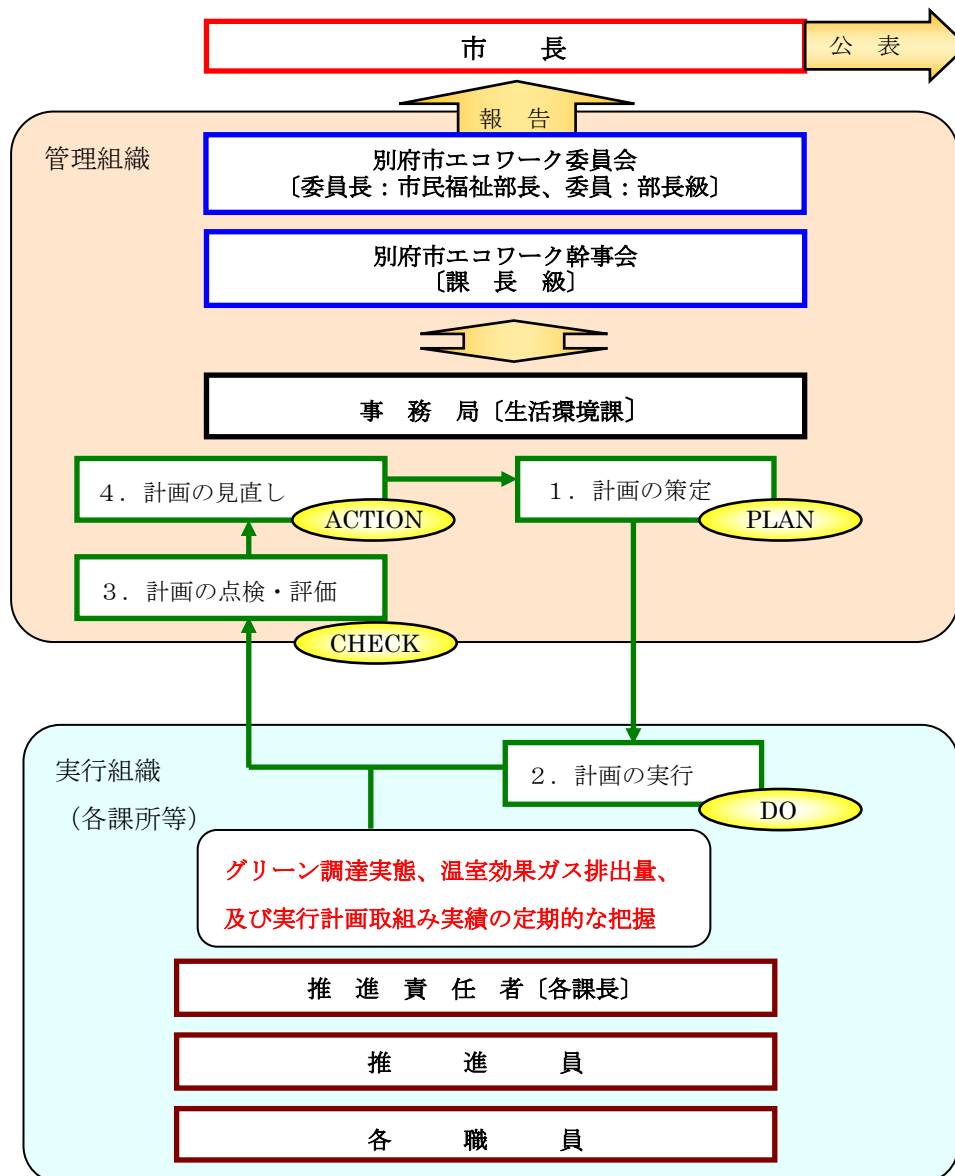 市　　長
公　表
報　告
管理組織
別府市エコワーク委員会
〔委員長：市民福祉部長、委員：部長級〕
別府市エコワーク幹事会
〔課　長　級〕
事　務　局〔生活環境課〕
４．計画の見直し
ACTION
１．計画の策定
PLAN
３．計画の点検・評価
CHECK
実行組織
（各課所等）
２．計画の実行
DO
グリーン調達実態、温室効果ガス排出量、
及び実行計画取組み実績の定期的な把握
推　進　責　任　者〔各課長〕
推　　　進　　　員
各　　　職　　　員